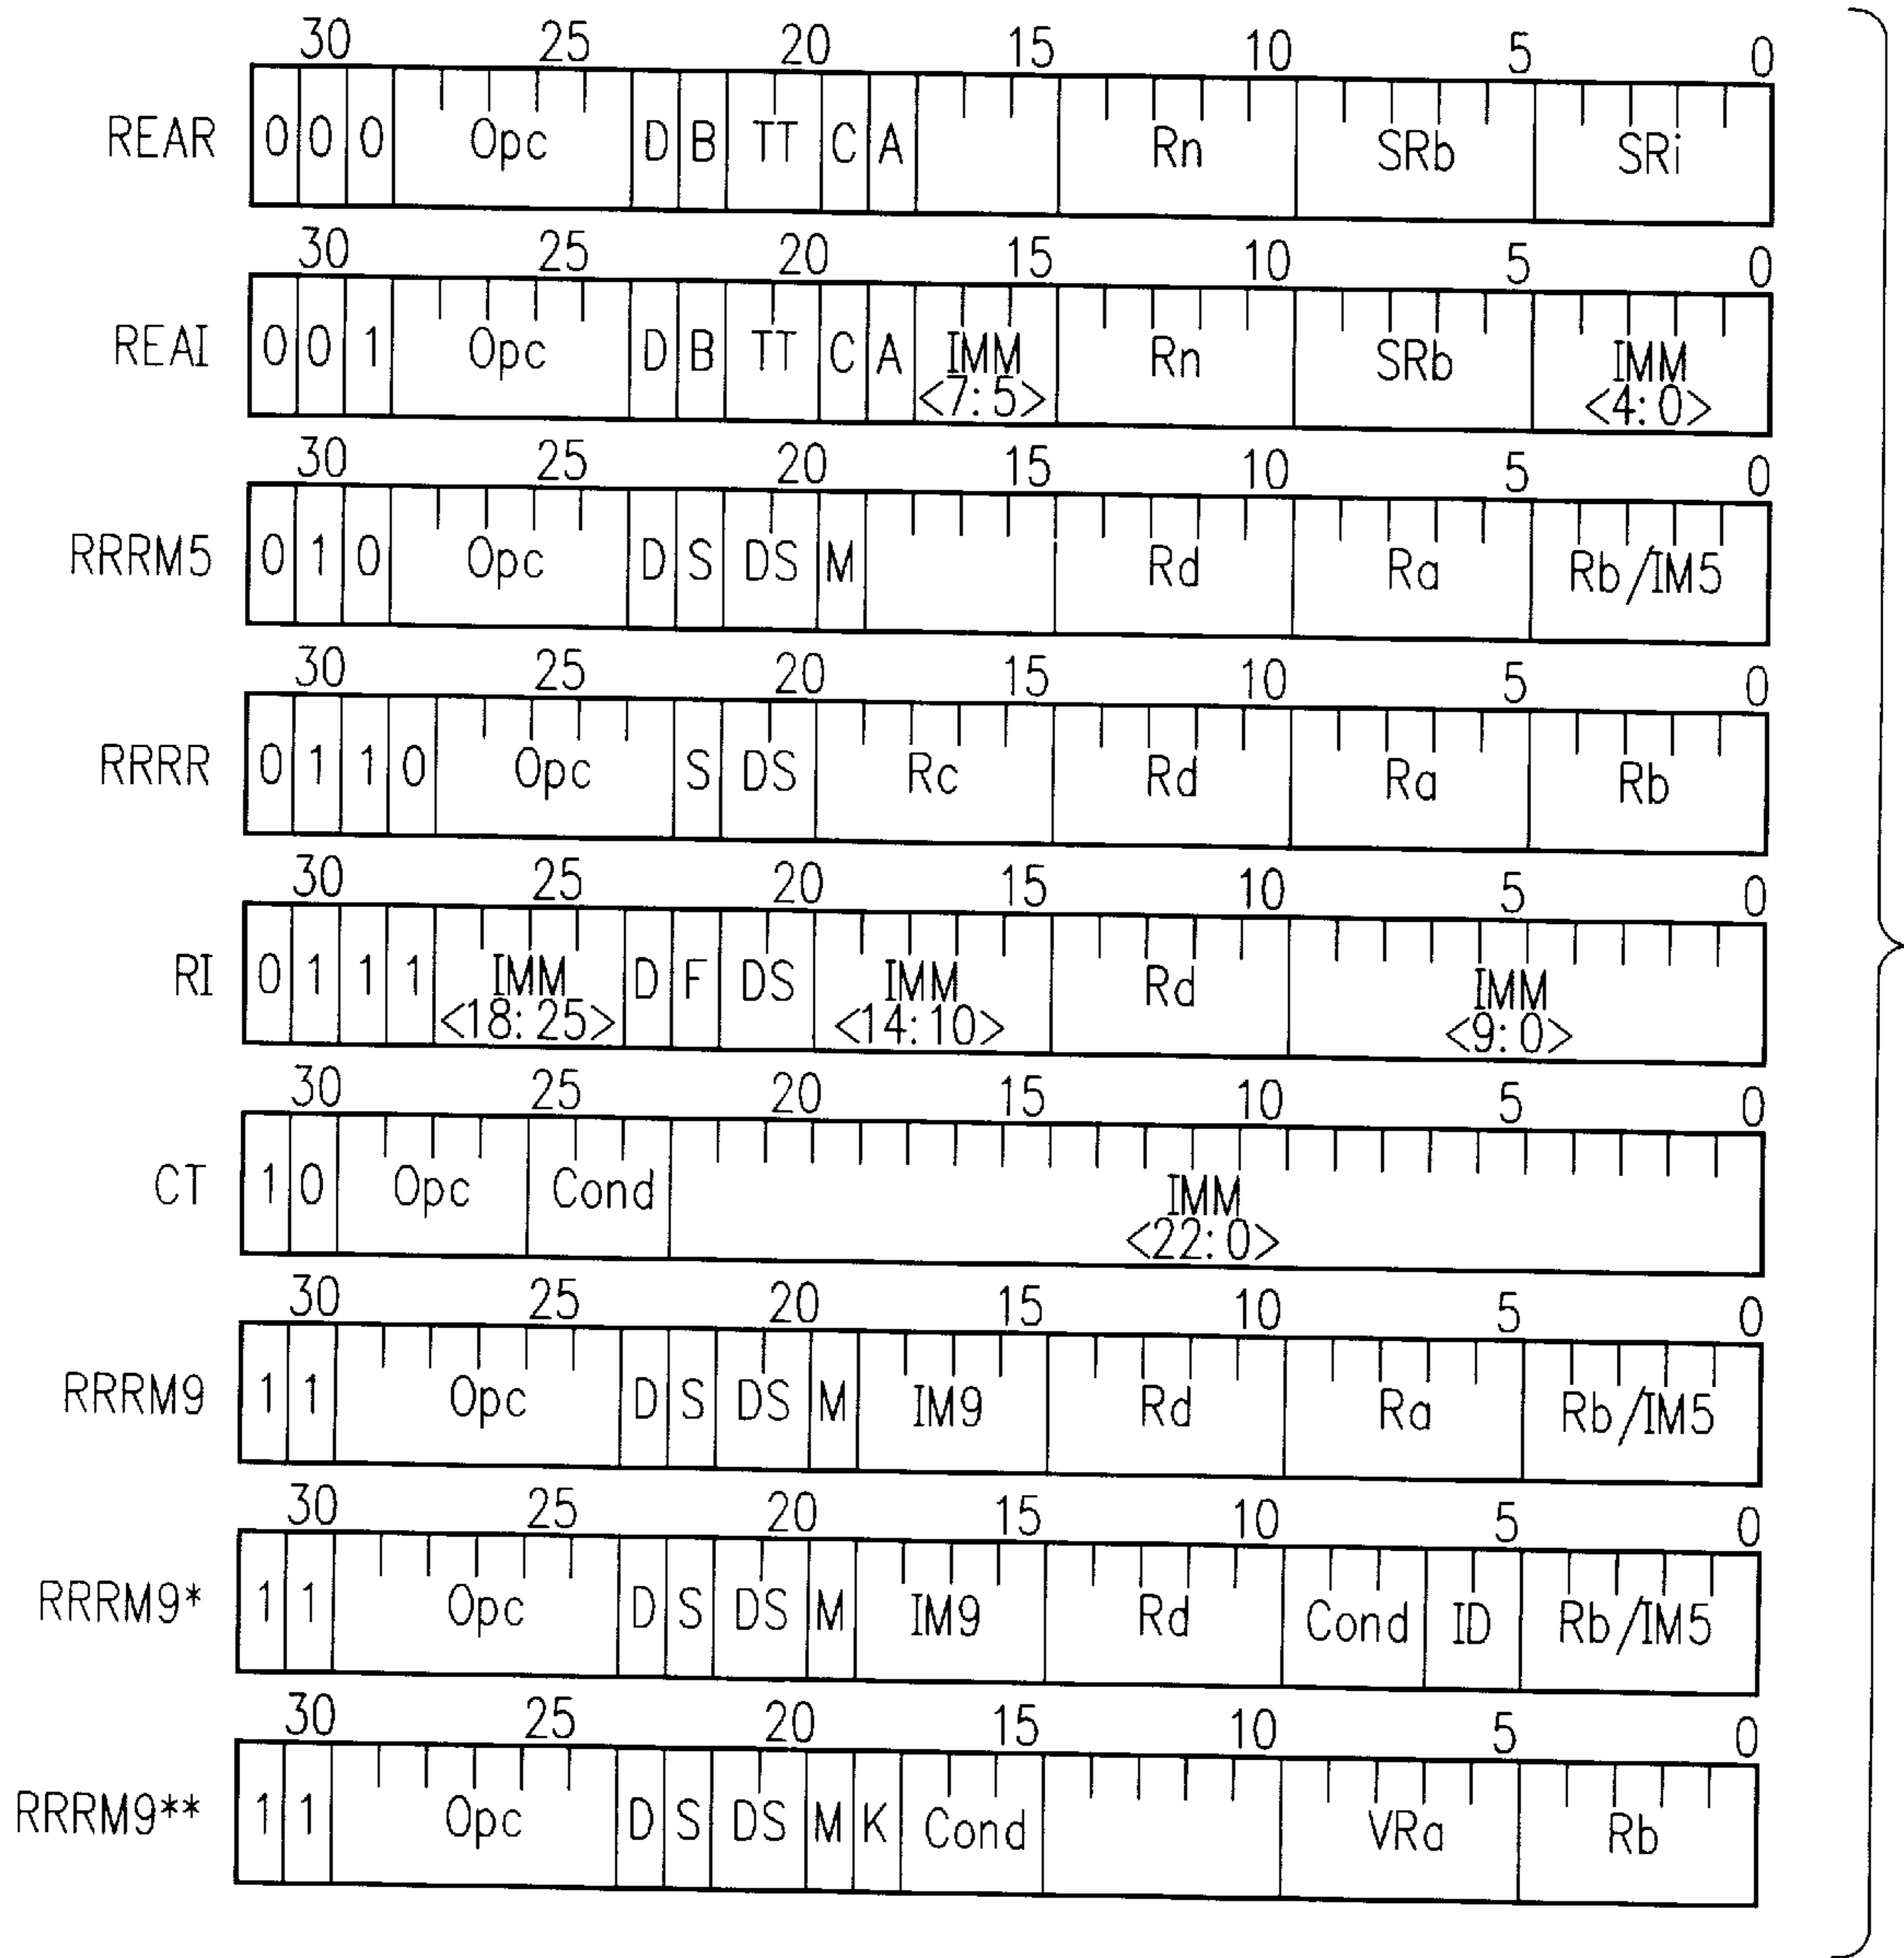 30 25 20 15 10 5 0
REAR 0 0 0 Opc D B TT C A Rn SRb SRi
30 25 20 15 10 5 0
REAI 0 0 1 Opc D B TT C A IMM <7:5> Rn SRb IMM <4:0>
30 25 20 15 10 5 0
RRRM5 0 1 0 Opc D S DS M Rd Ra Rb/IM5
30 25 20 15 10 5 0
RRRR 0 1 1 0 Opc S DS Rc Rd Ra Rb
30 25 20 15 10 5 0
RI 0 1 1 1 IMM <18:25> D F DS IMM <14:10> Rd IMM <9:0>
30 25 20 15 10 5 0
CT 1 0 Opc Cond IMM <22:0>
30 25 20 15 10 5 0
RRRM9 1 1 Opc D S DS M IM9 Rd Ra Rb/IM5
30 25 20 15 10 5 0
RRRM9* 1 1 Opc D S DS M IM9 Rd Cond ID Rb/IM5
30 25 20 15 10 5 0
RRRM9** 1 1 Opc D S DS M K Cond VRa Rb